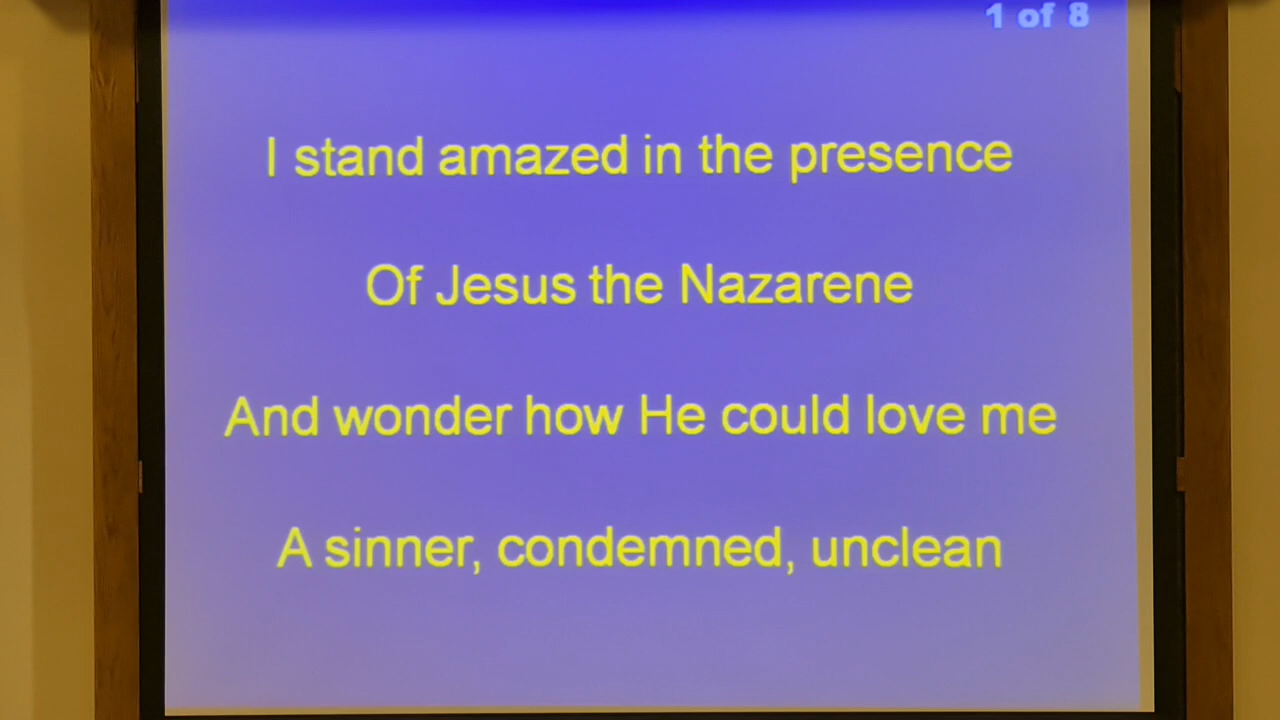 1 of 8
I stand amazed in the presence
Of Jesus the Nazarene
And wonder how He could love me
A sinner, condemned, unclean